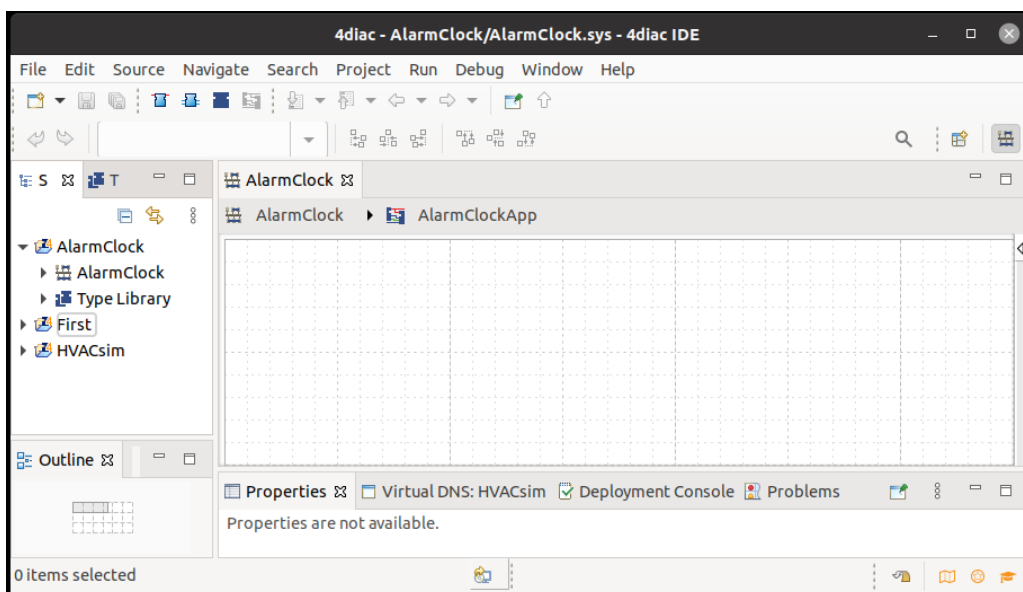 4diac - AlarmClock/AlarmClock.sys - 4diac IDE
File Edit Source Navigate Search Project Run Debug Window Help
S T AlarmClock
AlarmClock AlarmClockApp
AlarmClock
AlarmClock
Type Library
First
HVACsim
Outline
Properties Virtual DNS: HVACsim Deployment Console Problems
Properties are not available.
0 items selected